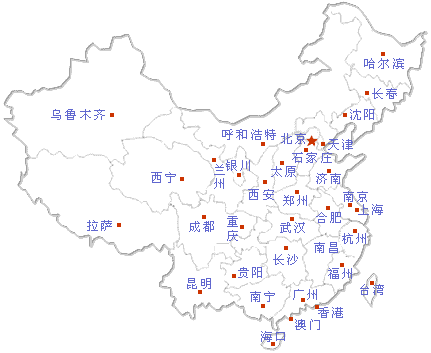 哈尔滨
长春
乌鲁木齐
沈阳
呼和浩特
北京
天津
石家庄
银川
太原
兰州
济南
西宁
西安
郑州
南京
上海
合肥
拉萨
成都
重庆
武汉
杭州
南昌
长沙
贵阳
福州
昆明
台湾
南宁
广州
香港
澳门
海口